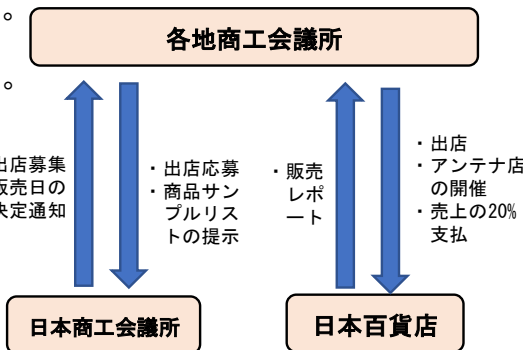 。
。
各地商工会議所
出店募集
販売日の
決定通知
・出店応募
・商品サン
プルリス
トの提示
・販売
レポ
ート
・出店
・アンテナ店
の開催
・売上の20%
支払
日本商工会議所
日本百貨店